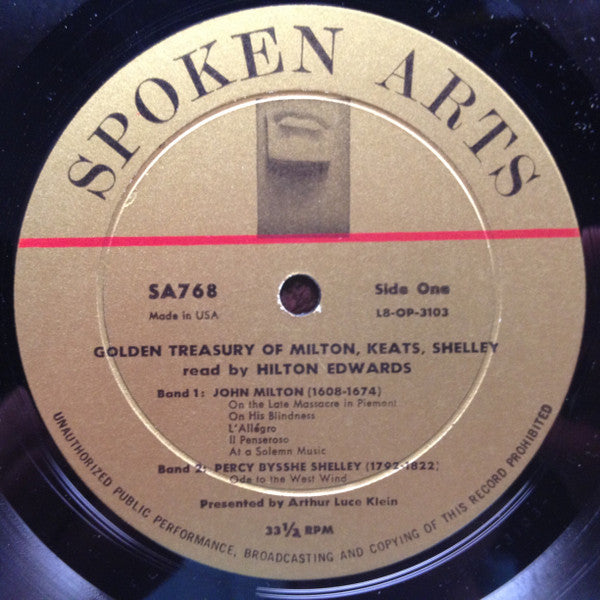 SPOKEN ARTS
SA768
Side One
Made in USA
L8-OP-3103
GOLDEN TREASURY OF MILTON, KEATS, SHELLEY
read by HILTON EDWARDS
Band 1: JOHN MILTON (1608-1674)
On the Late Massacre in Piemont
On His Blindness
L'Allégro
Il Penseroso
At a Solemn Music
Band 2: PERCY BYSSHE SHELLEY (1792-1822)
Ode to the West Wind
Presented by Arthur Luce Klein
33 1/3 RPM
UNAUTHORIZED PUBLIC PERFORMANCE, BROADCASTING AND COPYING OF THIS RECORD PROHIBITED